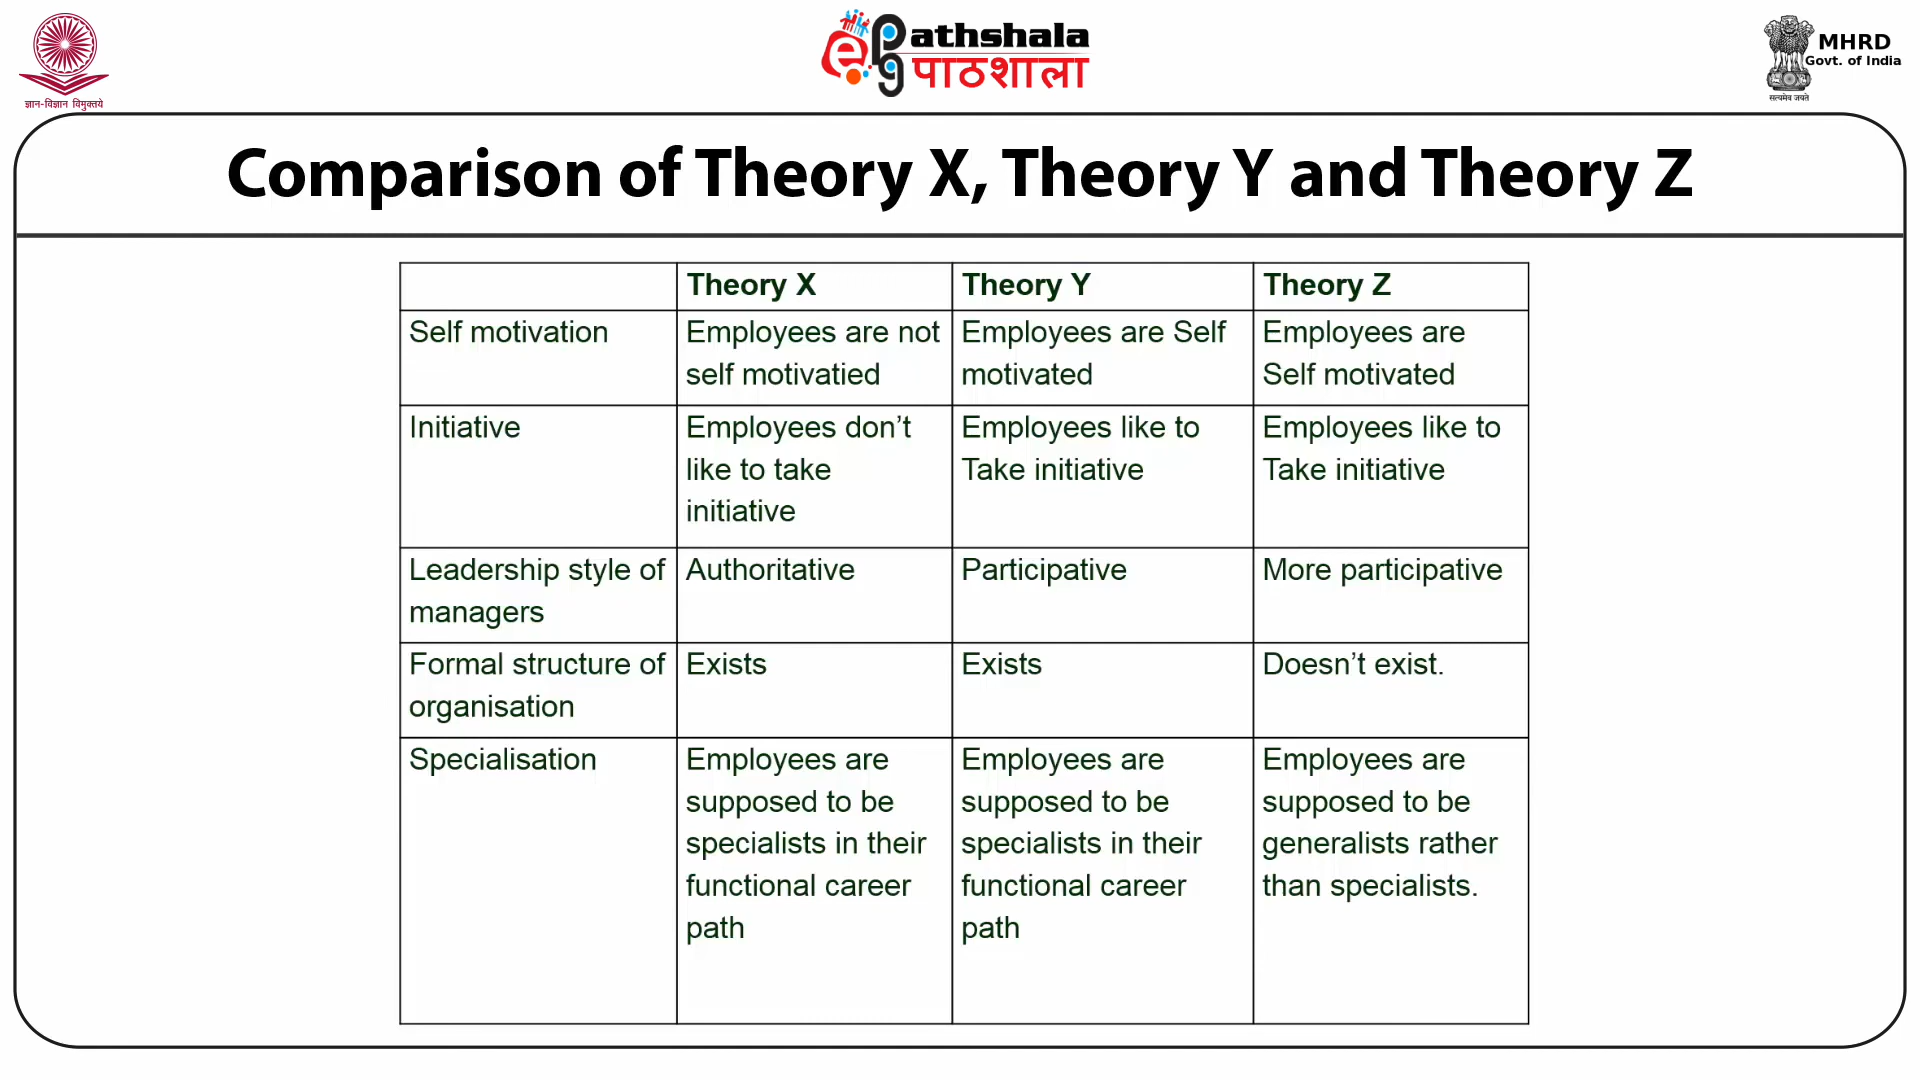 ज्ञान-विज्ञान विमुक्तये
ePathshala
पाठशाला
MHRD
Govt. of India
सत्यमेव जयते
Comparison of Theory X, Theory Y and Theory Z
Theory X
Theory Y
Theory Z
Self motivation
Employees are not
self motivatied
Employees are Self
motivated
Employees are
Self motivated
Initiative
Employees don’t
like to take
initiative
Employees like to
Take initiative
Employees like to
Take initiative
Leadership style of
managers
Authoritative
Participative
More participative
Formal structure of
organisation
Exists
Exists
Doesn’t exist.
Specialisation
Employees are
supposed to be
specialists in their
functional career
path
Employees are
supposed to be
specialists in their
functional career
path
Employees are
supposed to be
generalists rather
than specialists.